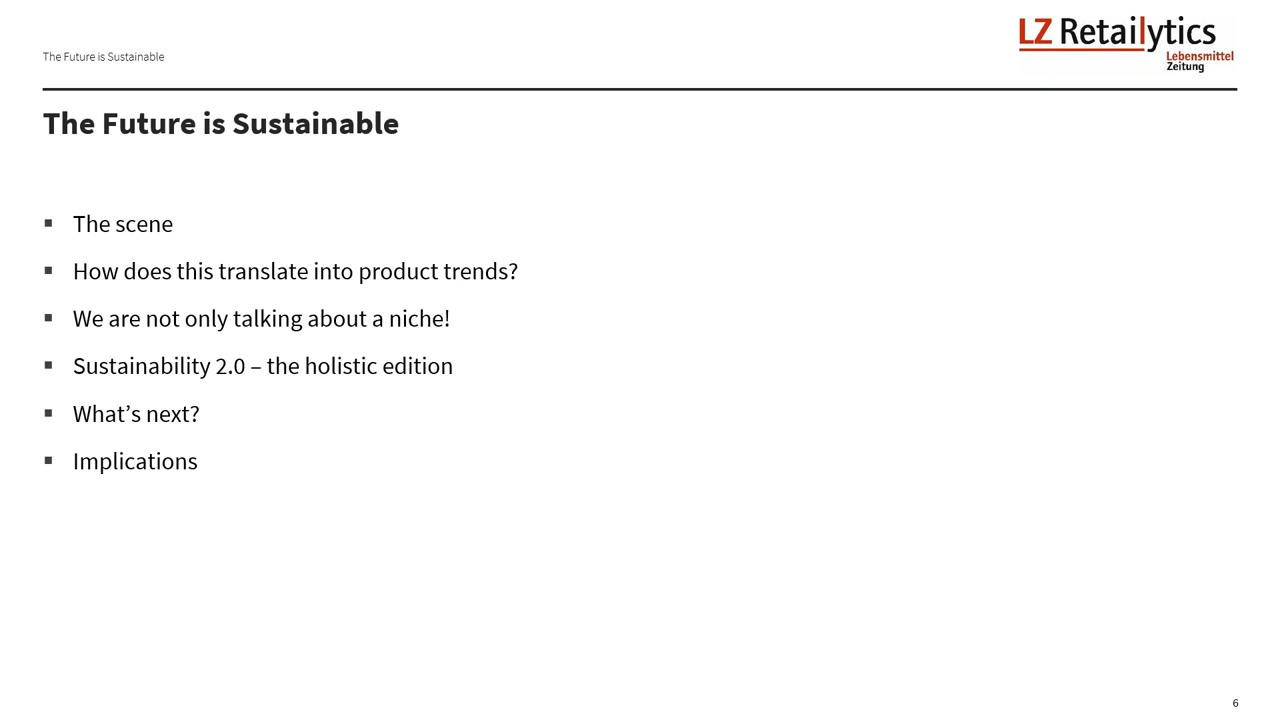 The Future is Sustainable
LZ Retailytics
Lebensmittel
Zeitung
The Future is Sustainable
▪ The scene
▪ How does this translate into product trends?
▪ We are not only talking about a niche!
▪ Sustainability 2.0 – the holistic edition
▪ What’s next?
▪ Implications
6